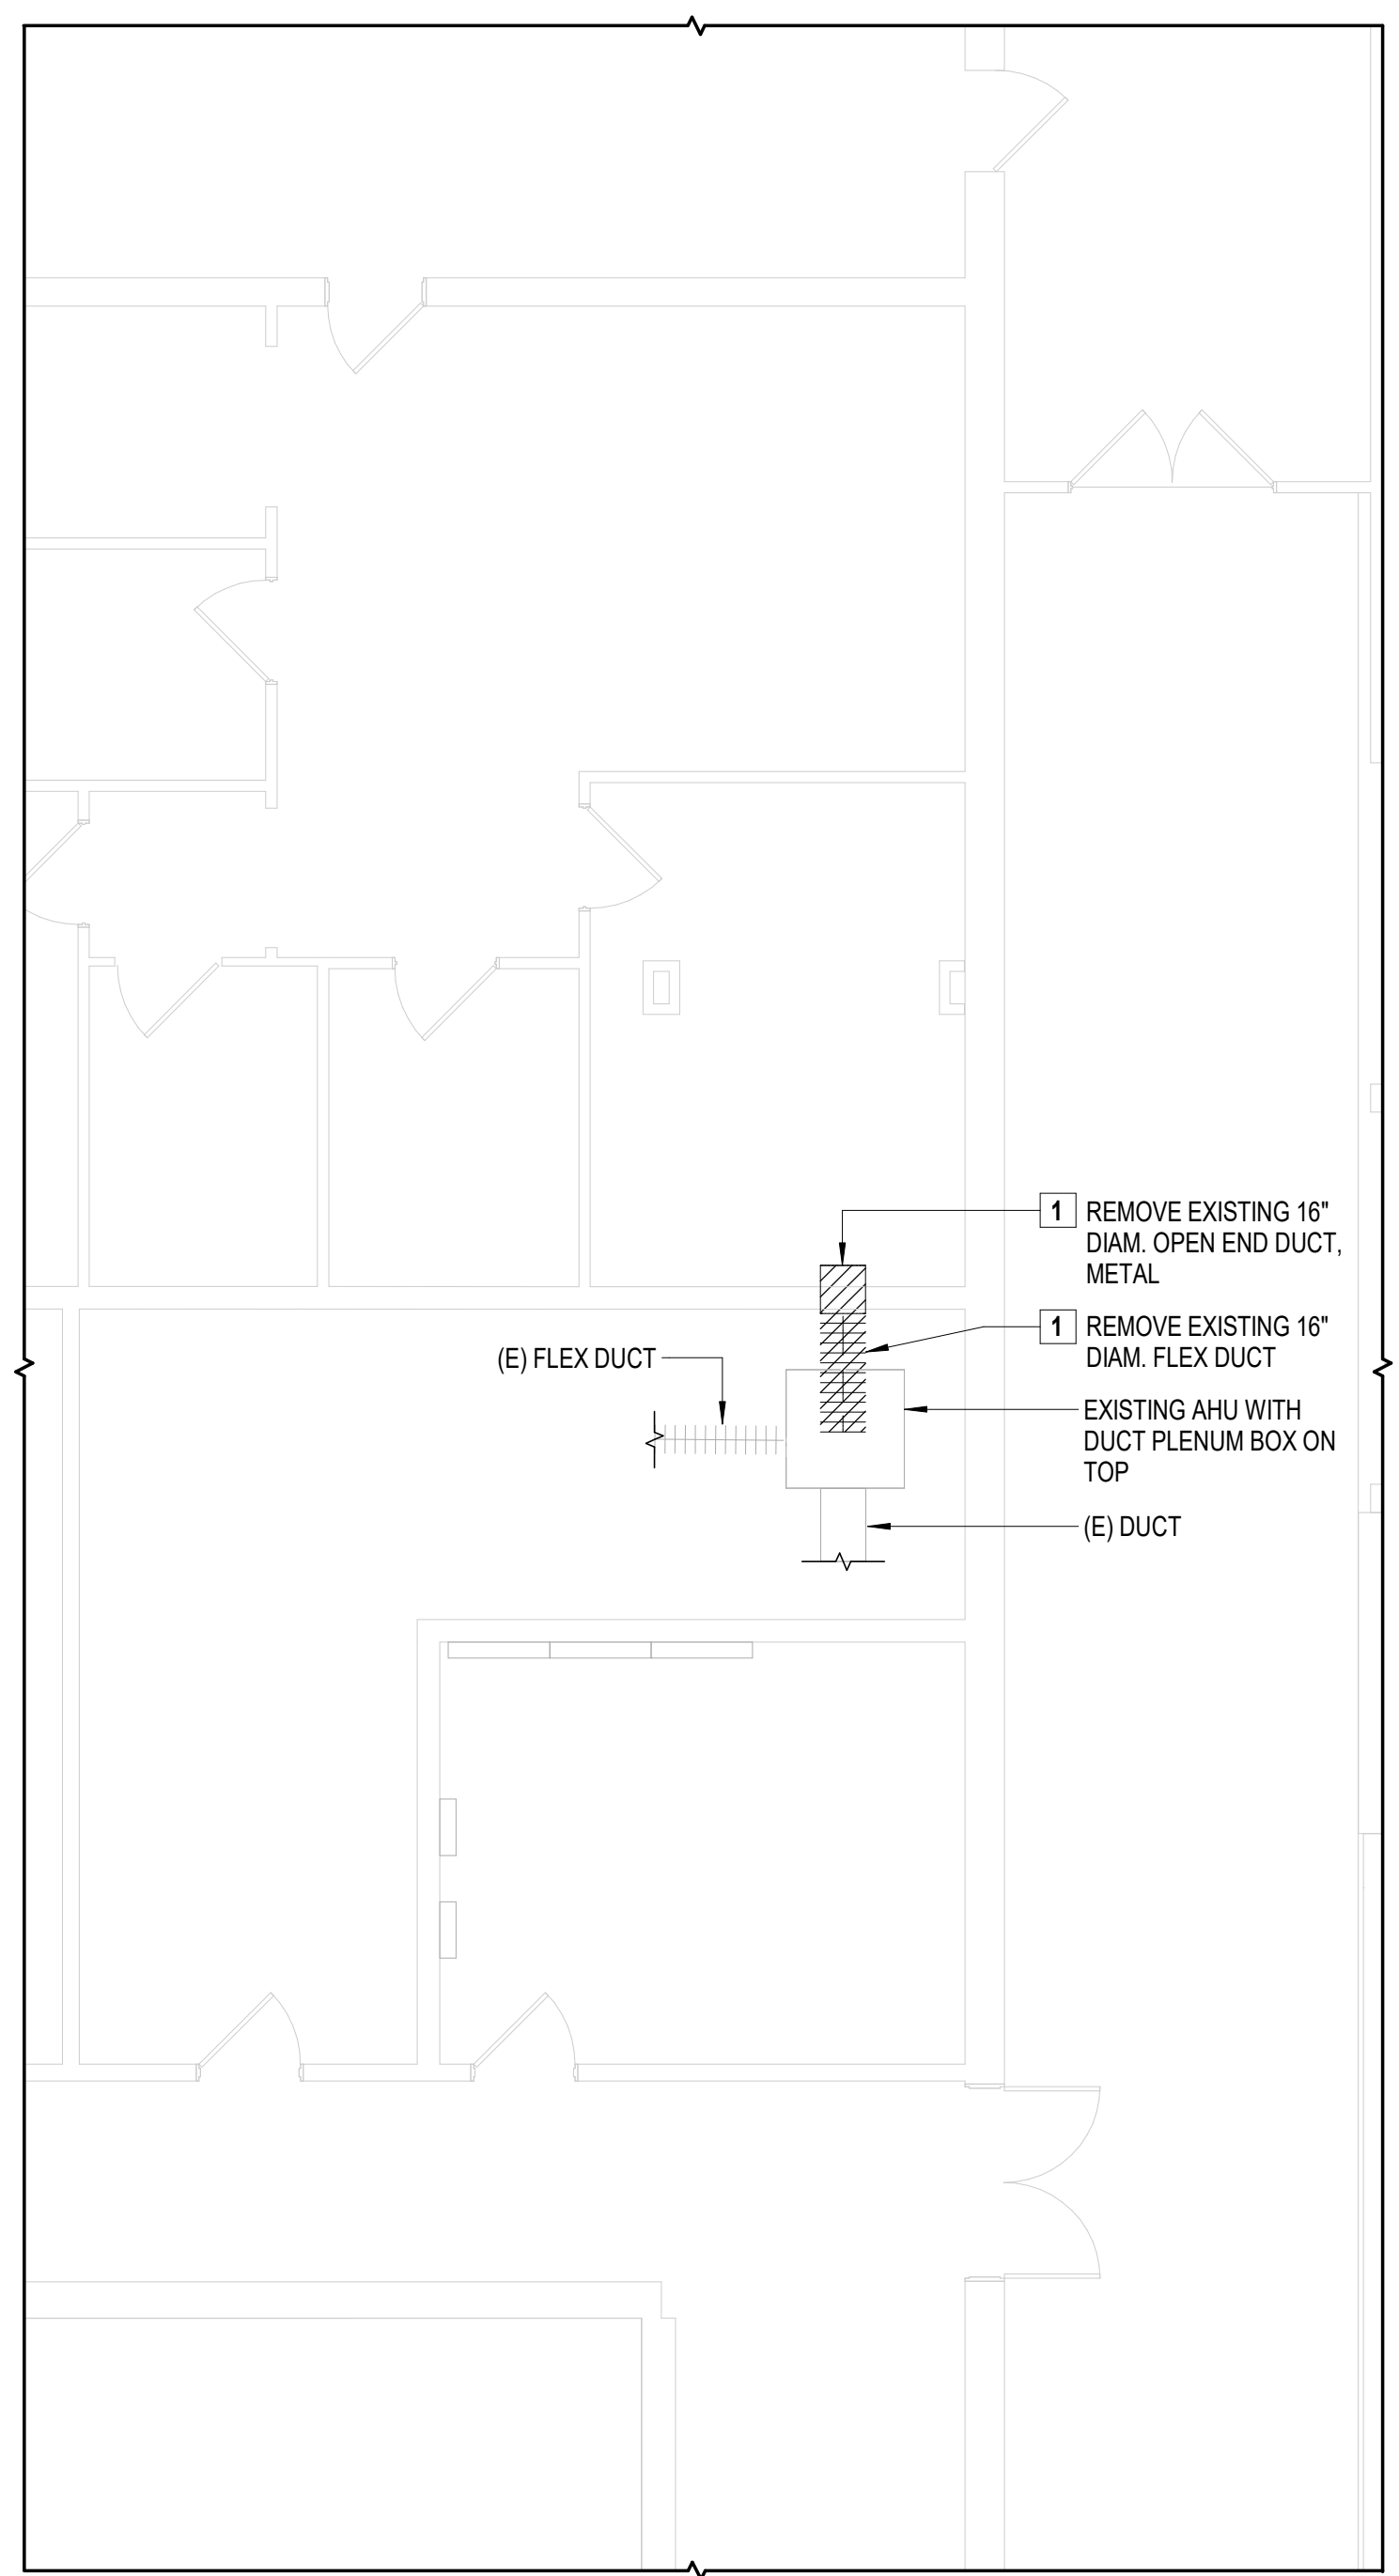 1 REMOVE EXISTING 16"
DIAM. OPEN END DUCT,
METAL
1 REMOVE EXISTING 16"
DIAM. FLEX DUCT
(E) FLEX DUCT
EXISTING AHU WITH
DUCT PLENUM BOX ON
TOP
(E) DUCT